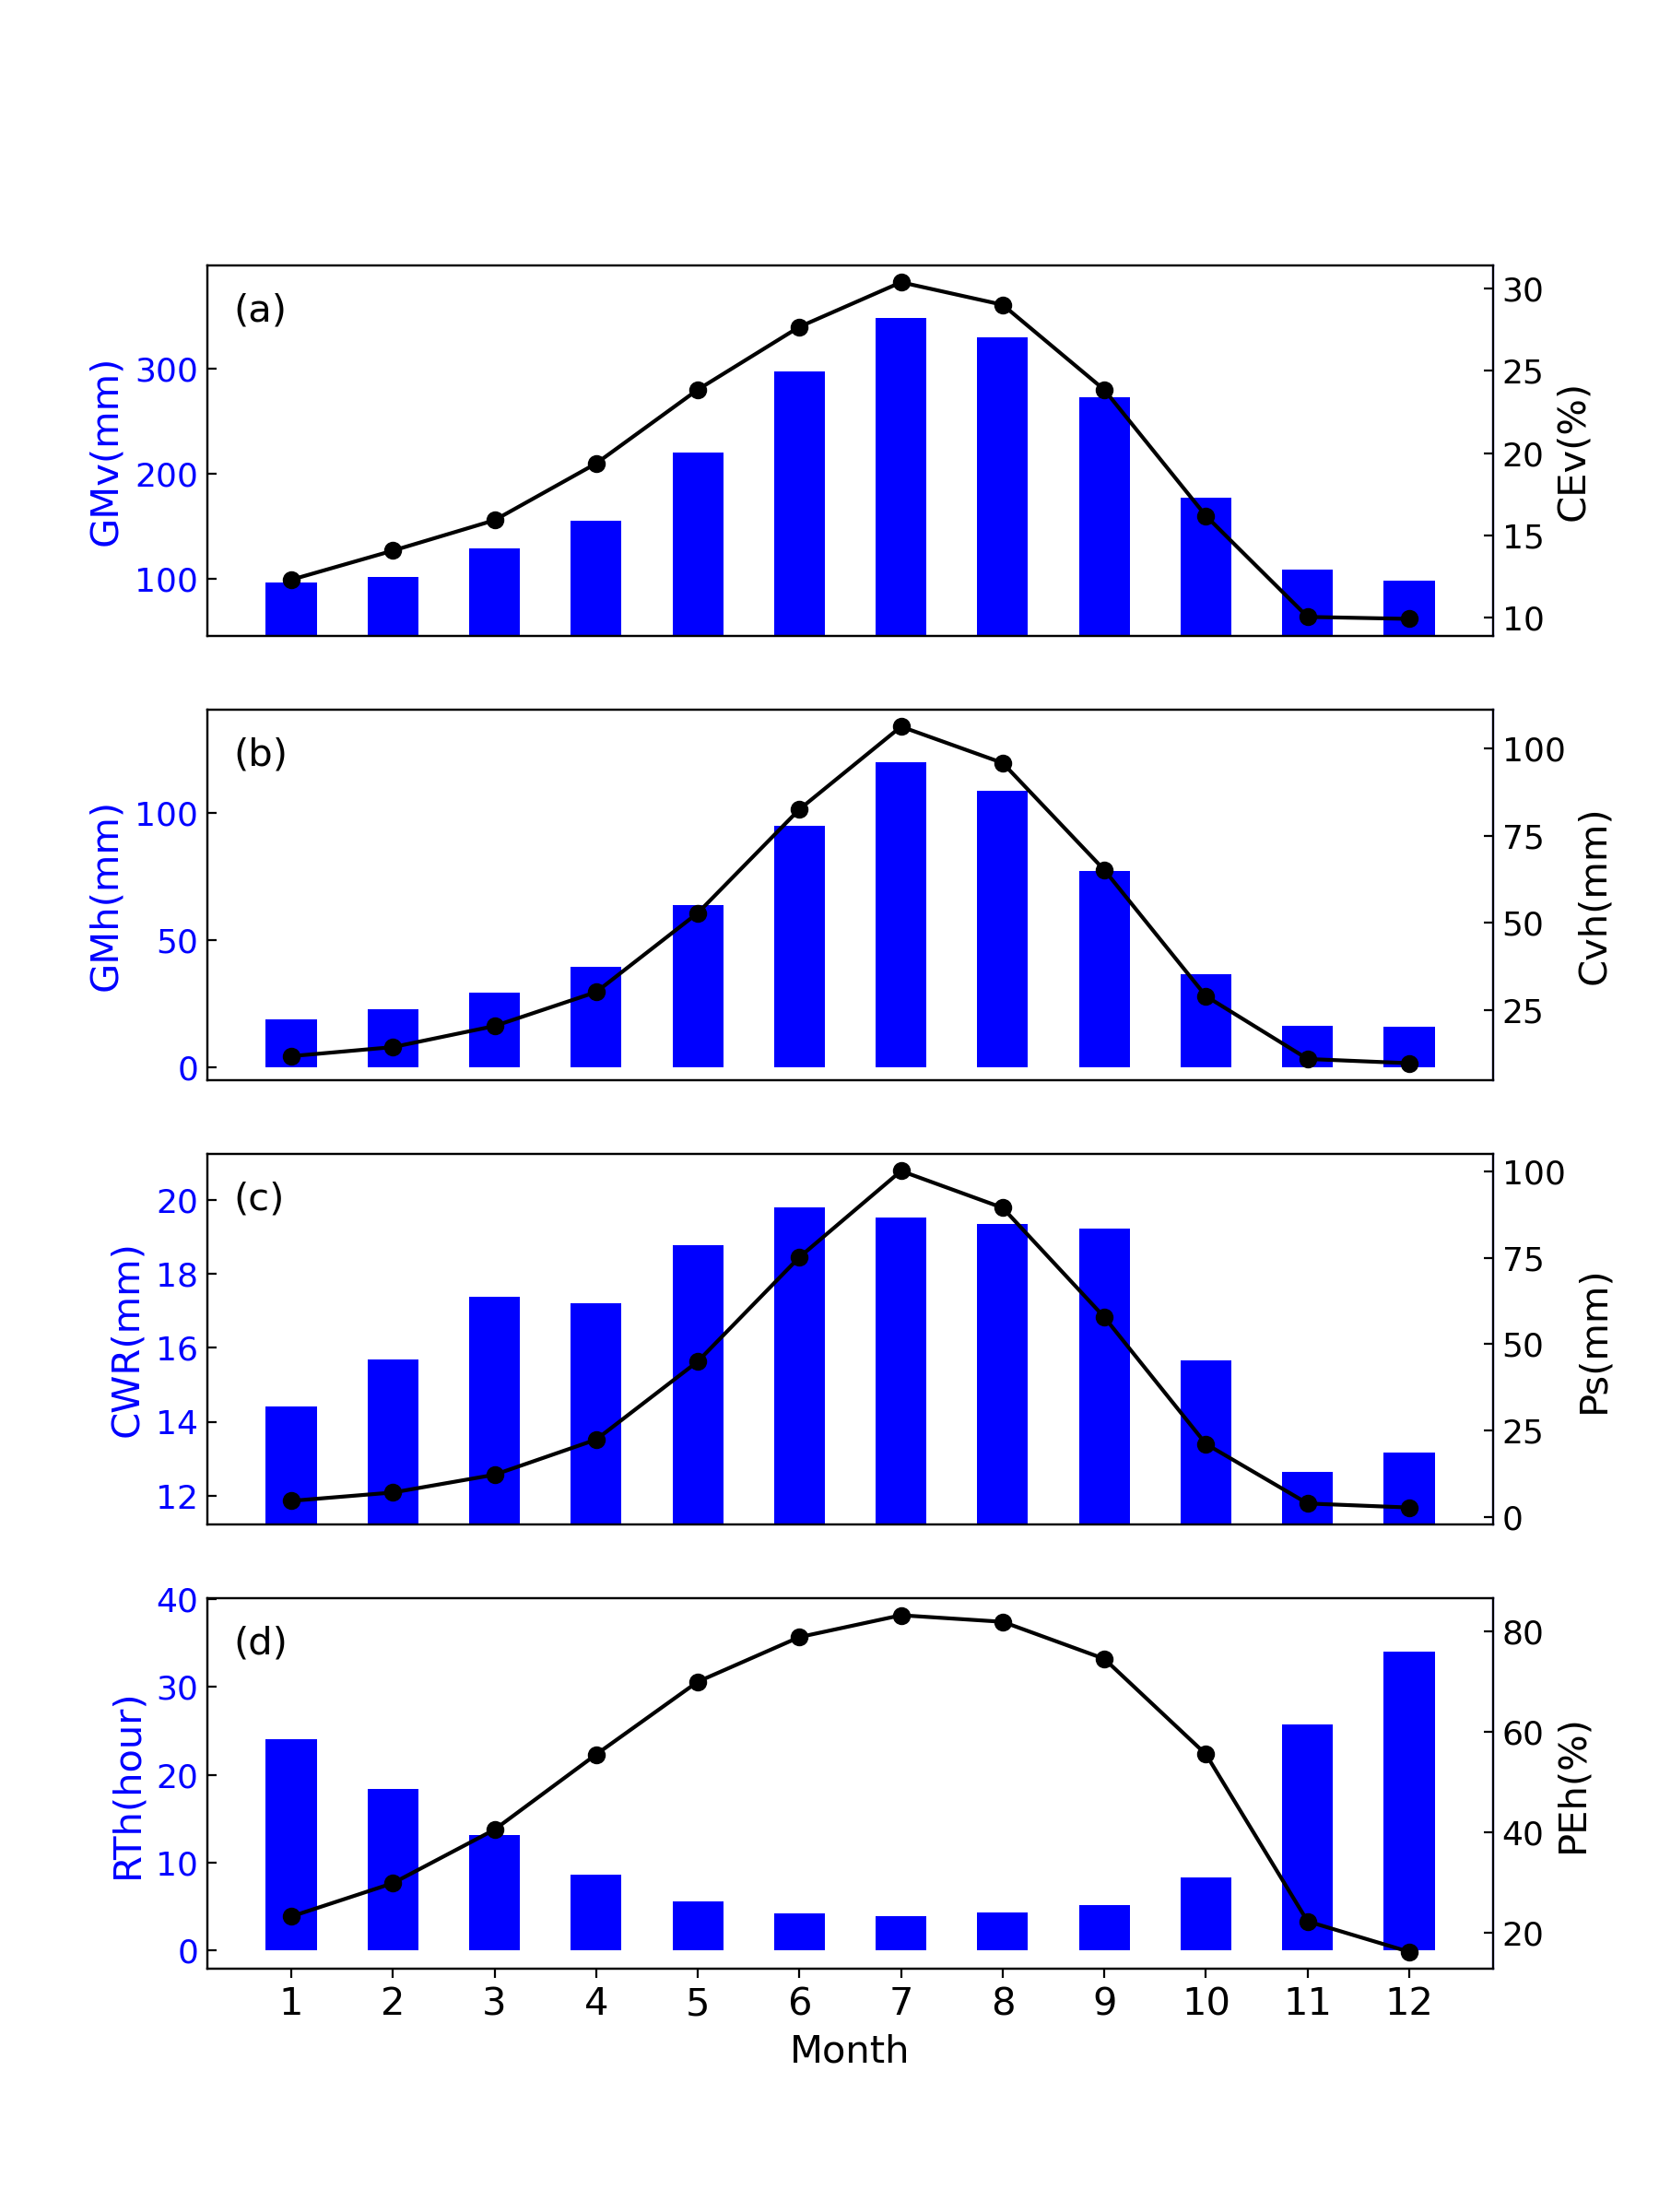 (a)
GMv(mm)
300
200
100
30
25
20
15
10
CEv(%)
(b)
GMh(mm)
100
50
0
100
75
50
25
Cvh(mm)
(c)
CWR(mm)
20
18
16
14
12
100
75
50
25
0
Ps(mm)
(d)
RTh(hour)
40
30
20
10
0
80
60
40
20
PEh(%)
1 2 3 4 5 6 7 8 9 10 11 12
Month